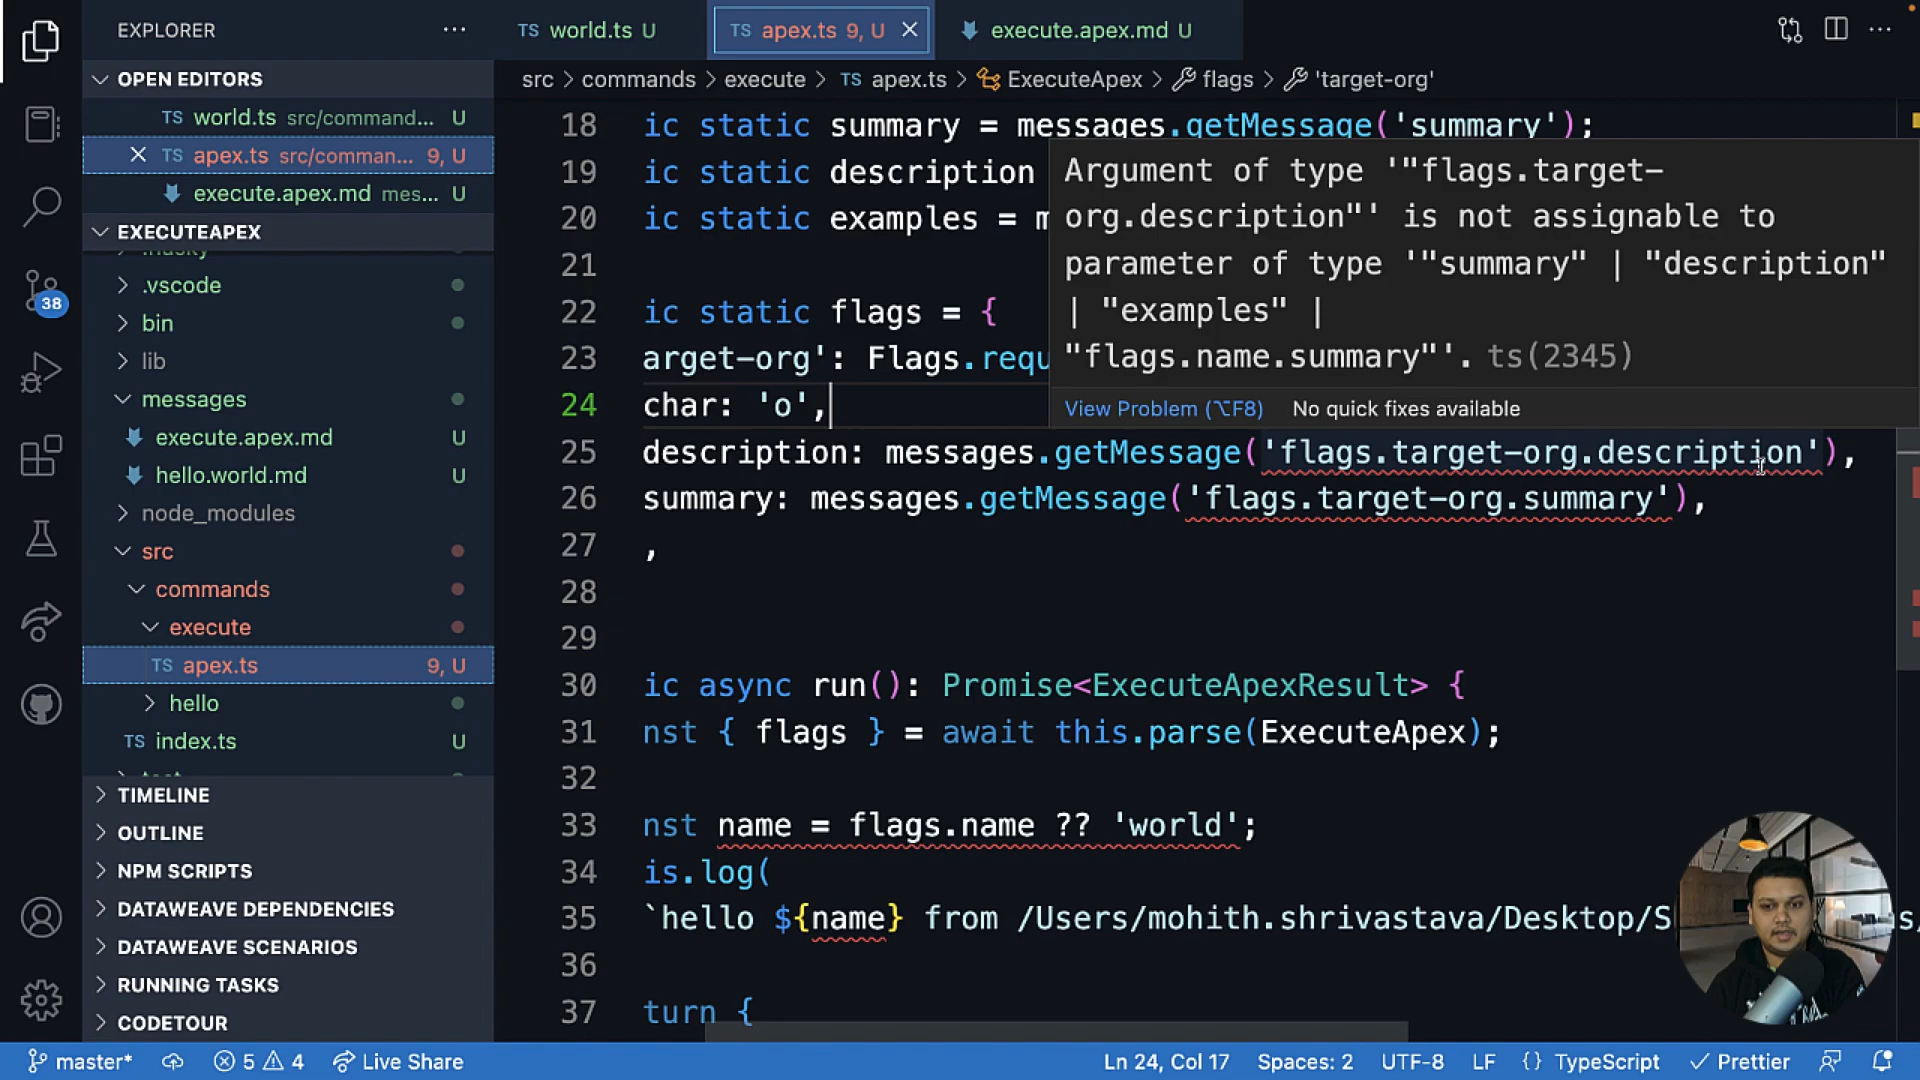 EXPLORER
OPEN EDITORS
TS world.ts src/command... U
TS apex.ts src/comman... 9, U
execute.apex.md mes... U
EXECUTEAPEX
.husky
.vscode
bin
lib
messages
execute.apex.md U
hello.world.md U
node_modules
src
commands
execute
TS apex.ts 9, U
hello
TS index.ts U
TIMELINE
OUTLINE
NPM SCRIPTS
DATAWEAVE DEPENDENCIES
DATAWEAVE SCENARIOS
RUNNING TASKS
CODETOUR
38
TS world.ts U
TS apex.ts 9, U
execute.apex.md U
src > commands > execute > TS apex.ts > ExecuteApex > flags > 'target-org'
18 ic static summary = messages.getMessage('summary');
19 ic static description
20 ic static examples = m
21
22 ic static flags = {
23 arget-org': Flags.requ
24 char: 'o',
25 description: messages.getMessage('flags.target-org.description'),
26 summary: messages.getMessage('flags.target-org.summary'),
27 ,
28
29
30 ic async run(): Promise<ExecuteApexResult> {
31 nst { flags } = await this.parse(ExecuteApex);
32
33 nst name = flags.name ?? 'world';
34 is.log(
35 `hello ${name} from /Users/mohith.shrivastava/Desktop/S
36
37 turn {
Argument of type '"flags.target-
org.description"' is not assignable to
parameter of type '"summary" | "description"
| "examples" |
"flags.name.summary"'. ts(2345)
View Problem (⌥F8) No quick fixes available
master* 5 4 Live Share Ln 24, Col 17 Spaces: 2 UTF-8 LF {} TypeScript Prettier